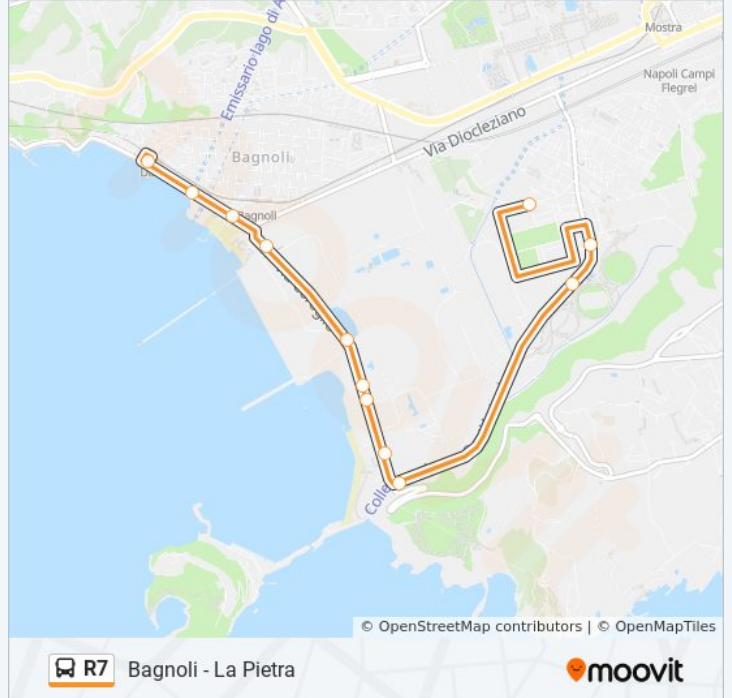 Mostra
Emissario lago di A
Napoli Campi
Flegrei
Via Diocleziano
Bagnoli
Bagnoli
Colle
© OpenStreetMap contributors | © OpenMapTiles
R7
Bagnoli - La Pietra
moovit